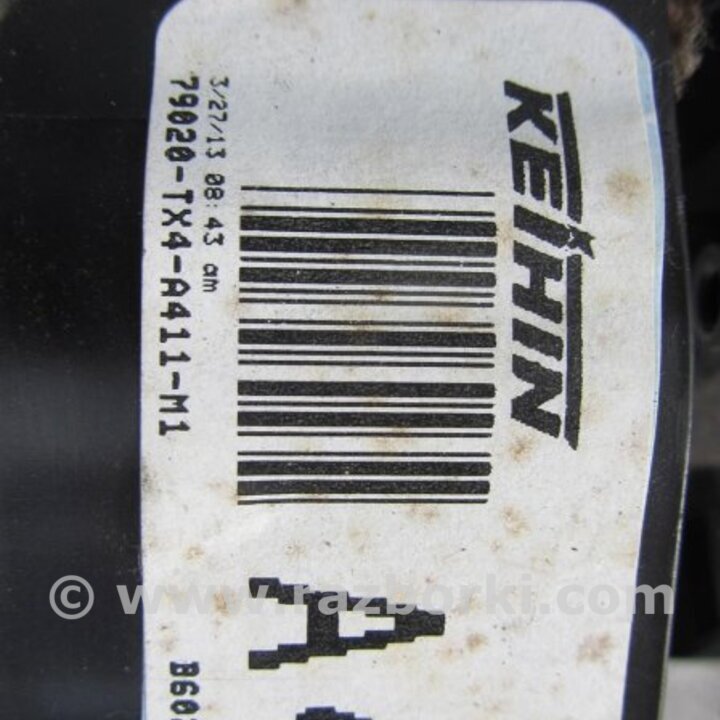 KEIHIN
3/27/13 08:43 am
79020-TX4-A411-M1
A
© www.razborki.com